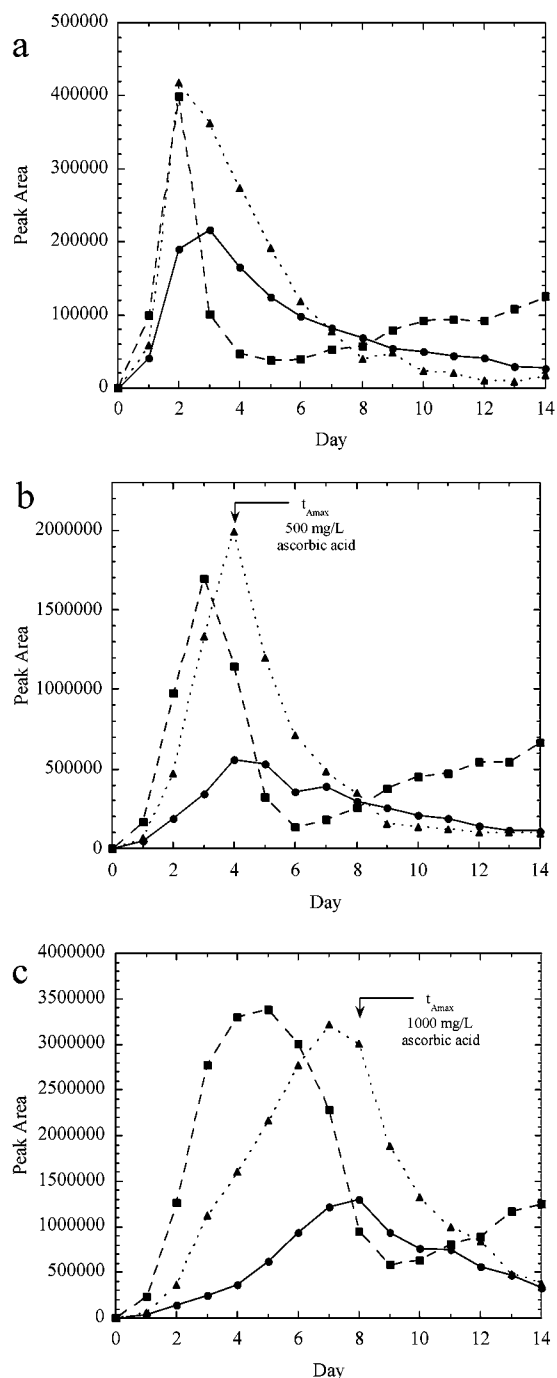 a
500000
400000
300000
200000
100000
0
Peak Area
0 2 4 6 8 10 12 14
Day
b
2000000
1500000
1000000
500000
0
Peak Area
tAmax
500 mg/L
ascorbic acid
0 2 4 6 8 10 12 14
Day
c
4000000
3500000
3000000
2500000
2000000
1500000
1000000
500000
0
Peak Area
tAmax
1000 mg/L
ascorbic acid
0 2 4 6 8 10 12 14
Day